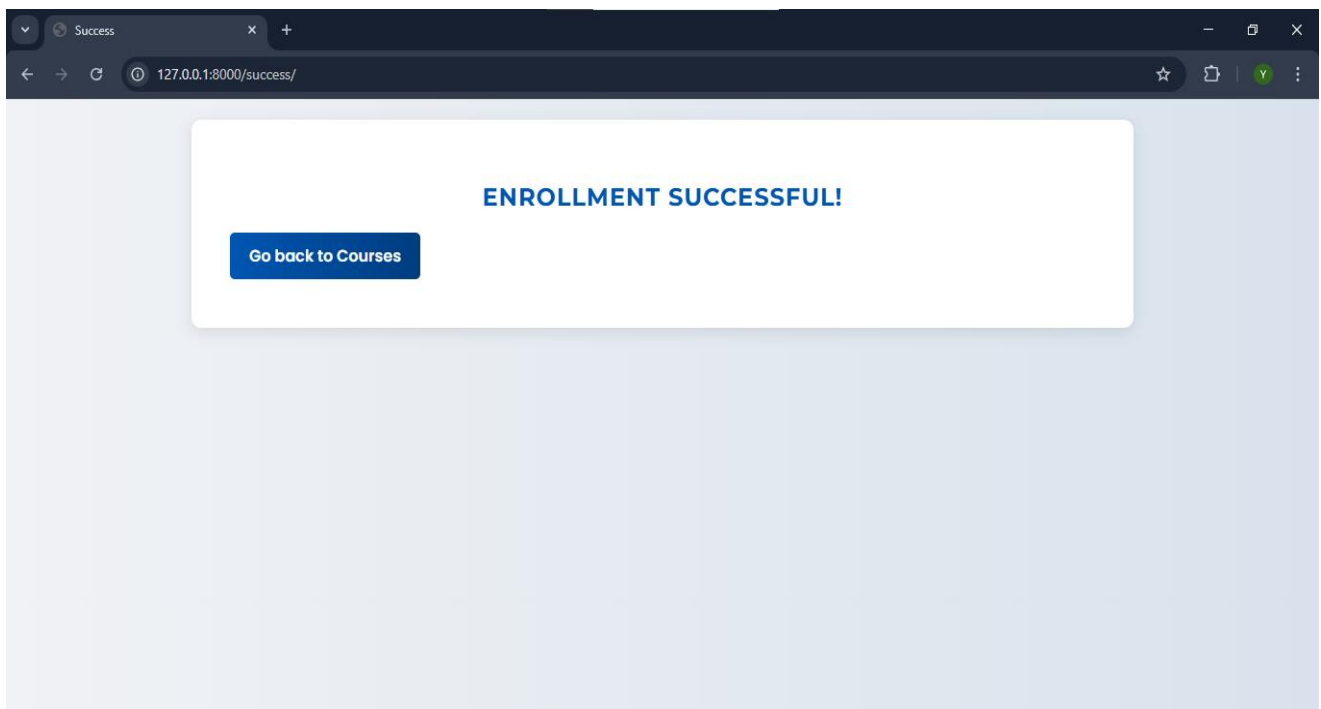 Success
127.0.0.1:8000/success/
Y
ENROLLMENT SUCCESSFUL!
Go back to Courses